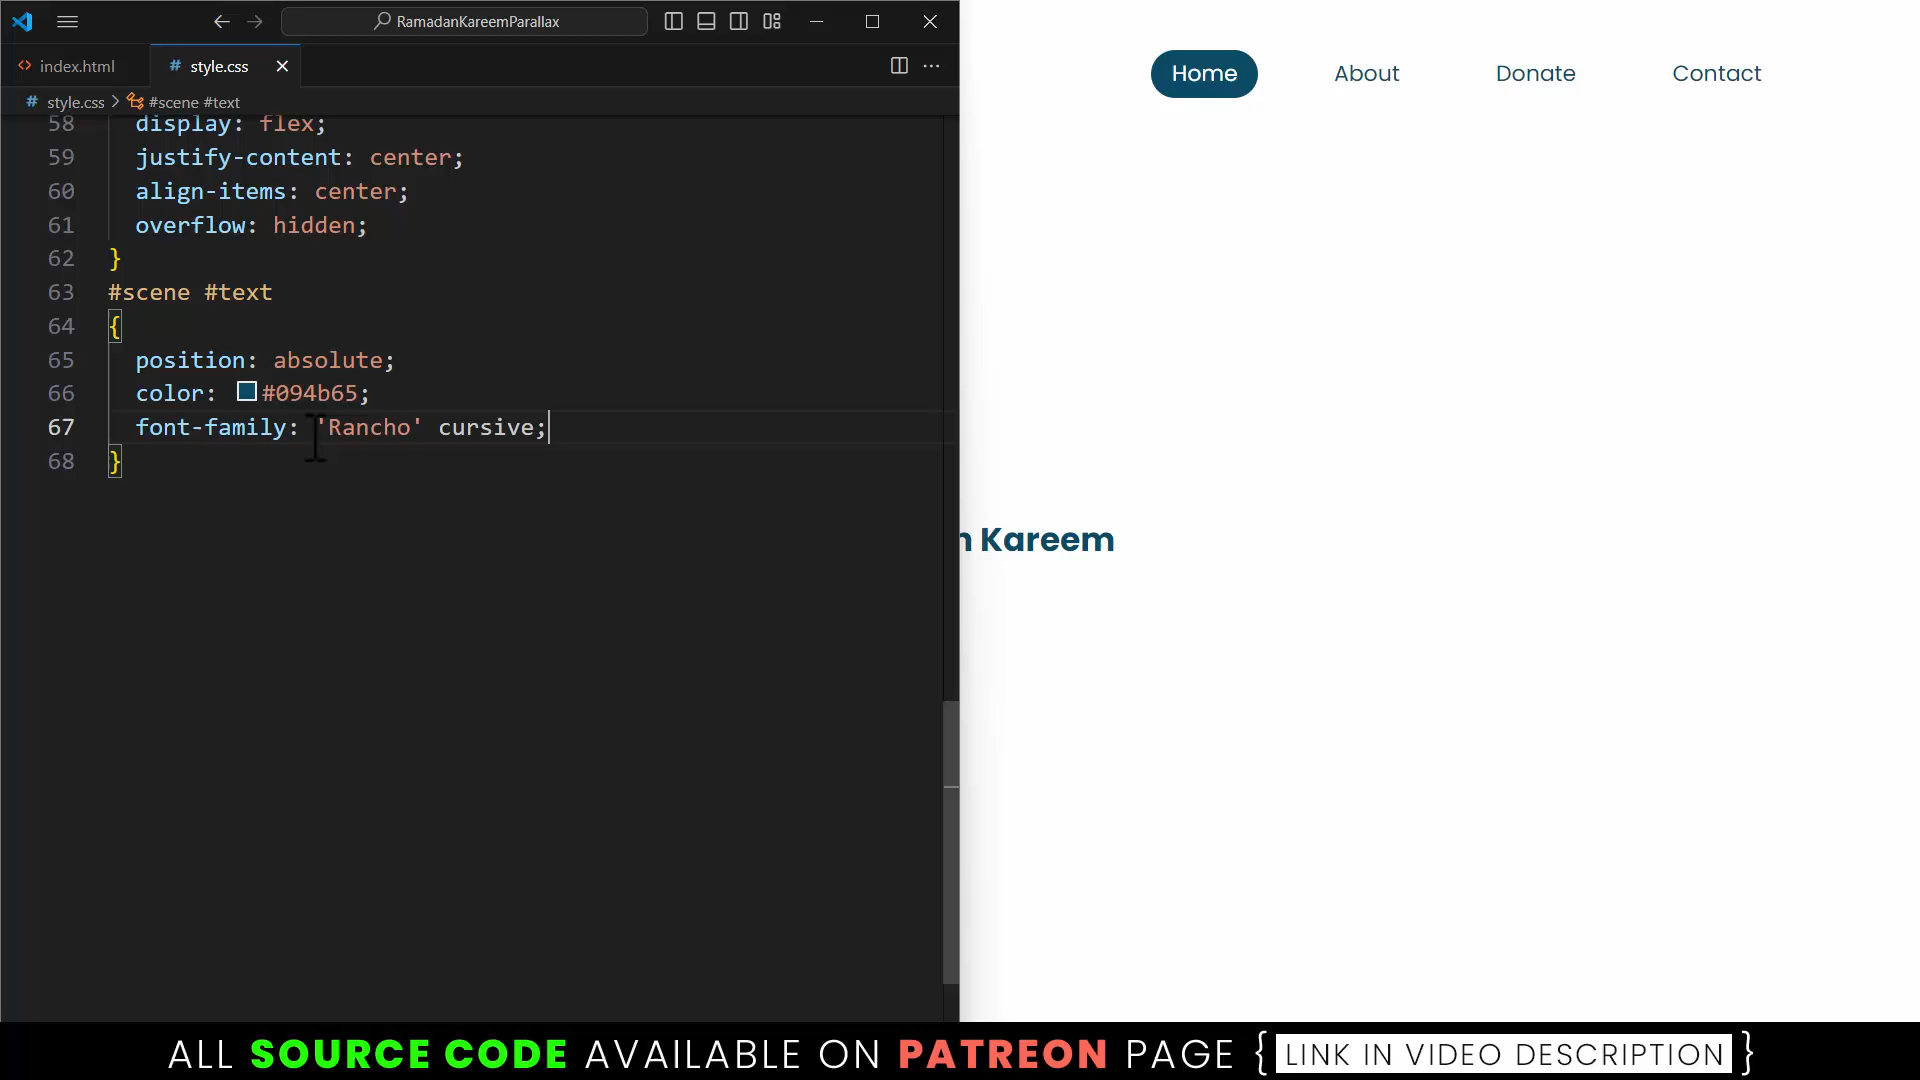 RamadanKareemParallax
index.html
# style.css
# style.css > #scene #text
58 display: flex;
59 justify-content: center;
60 align-items: center;
61 overflow: hidden;
62 }
63 #scene #text
64 {
65 position: absolute;
66 color: #094b65;
67 font-family: 'Rancho' cursive;
68 }
Home About Donate Contact
n Kareem
ALL SOURCE CODE AVAILABLE ON PATREON PAGE { LINK IN VIDEO DESCRIPTION }